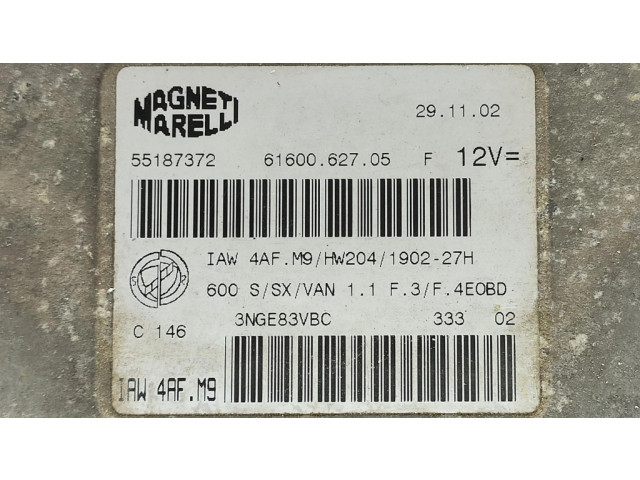 MAGNETI
MARELLI
29.11.02
55187372 61600.627.05 F 12V=
IAW 4AF.M9/HW204/1902-27H
600 S/SX/VAN 1.1 F.3/F.4EOBD
C 146 3NGE83VBC 333 02
IAW 4AF.M9